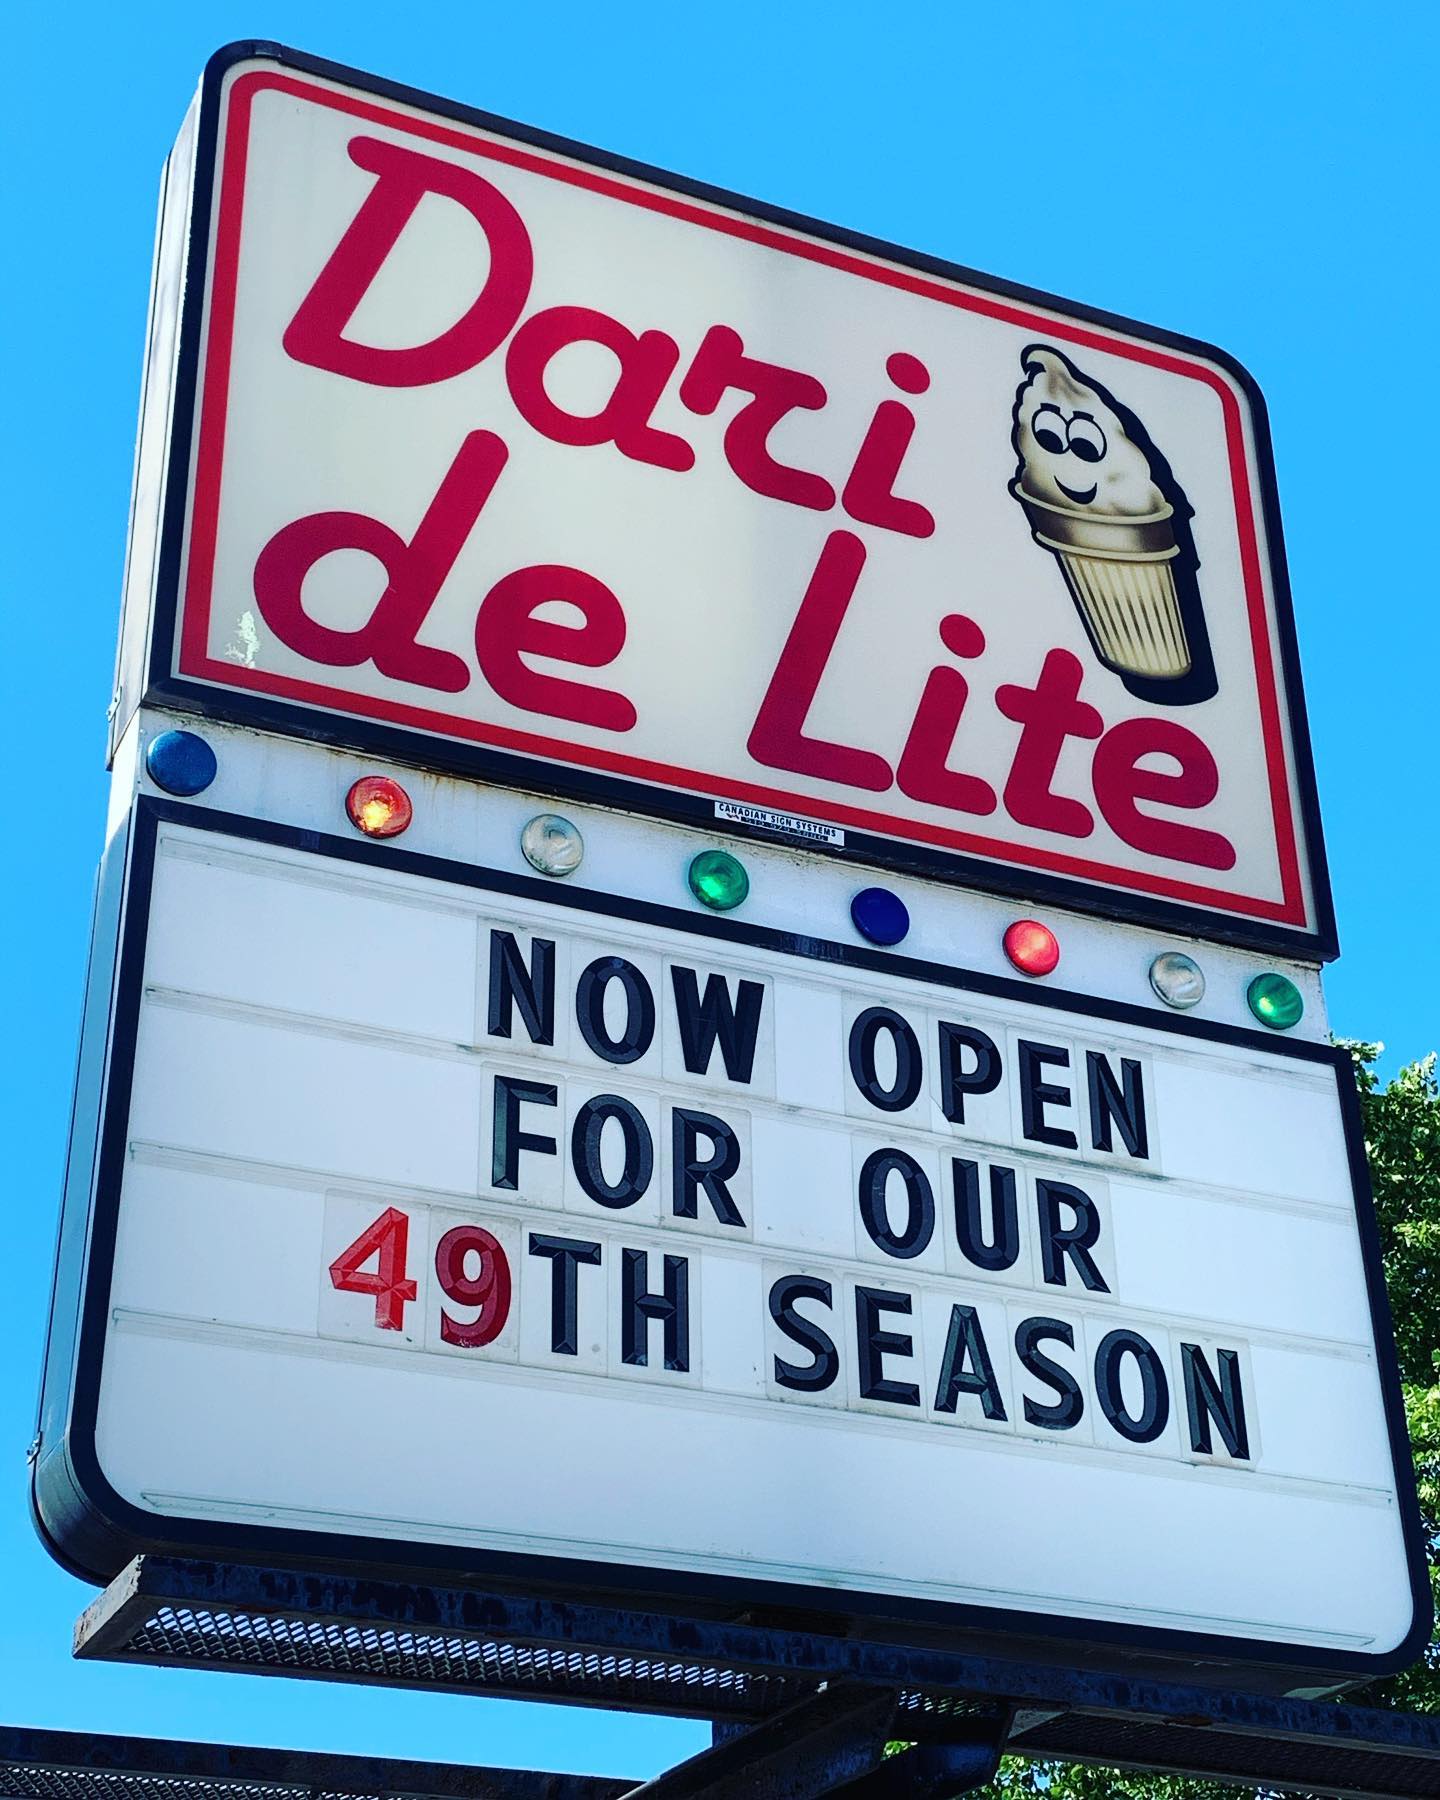 Dari
de Lite
CANADIAN SIGN SYSTEMS
NOW OPEN
FOR OUR
49TH SEASON